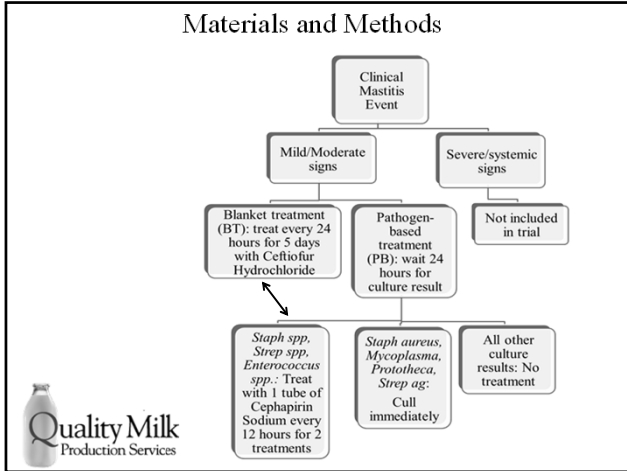 Materials and Methods
Clinical
Mastitis
Event
Mild/Moderate
signs
Severe/systemic
signs
Blanket treatment
(BT): treat every 24
hours for 5 days
with Ceftiofur
Hydrochloride
Pathogen-
based
treatment
(PB): wait 24
hours for
culture result
Not included
in trial
Staph spp,
Strep spp,
Enterococcus
spp.: Treat
with 1 tube of
Cephapirin
Sodium every
12 hours for 2
treatments
Staph aureus,
Mycoplasma,
Prototheca,
Strep ag:
Cull
immediately
All other
culture
results: No
treatment
Quality Milk
Production Services